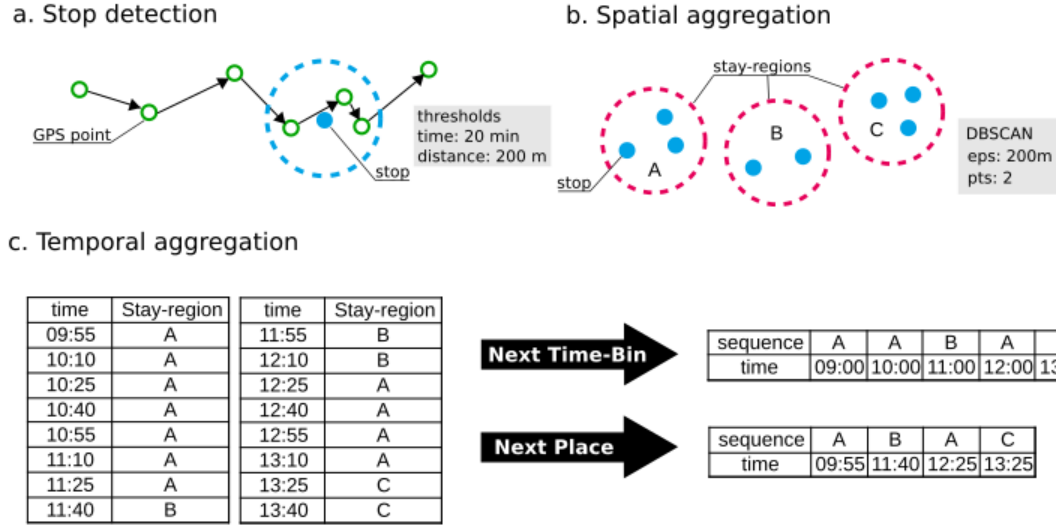 a. Stop detection
GPS point
stop
thresholds
time: 20 min
distance: 200 m
b. Spatial aggregation
stay-regions
A
B
C
stop
DBSCAN
eps: 200m
pts: 2
c. Temporal aggregation
time Stay-region
09:55 A
10:10 A
10:25 A
10:40 A
10:55 A
11:10 A
11:25 A
11:40 B
time Stay-region
11:55 B
12:10 B
12:25 A
12:40 A
12:55 A
13:10 A
13:25 C
13:40 C
Next Time-Bin
sequence A A B A
time 09:00 10:00 11:00 12:00 13
Next Place
sequence A B A C
time 09:55 11:40 12:25 13:25